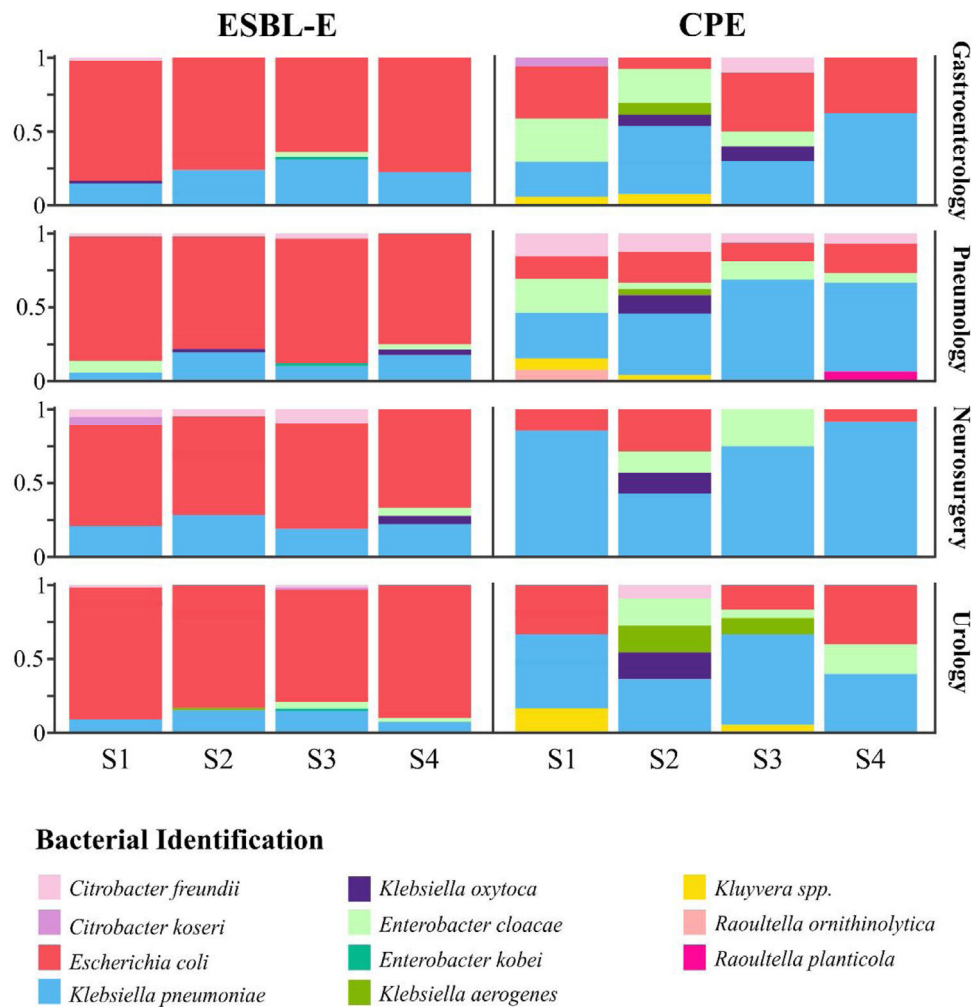 ESBL-E CPE
1
0.5
0
Gastroenterology
1
0.5
0
Pneumology
1
0.5
0
Neurosurgery
1
0.5
0
Urology
S1 S2 S3 S4 S1 S2 S3 S4
Bacterial Identification
Citrobacter freundii Klebsiella oxytoca Kluyvera spp.
Citrobacter koseri Enterobacter cloacae Raoultella ornithinolytica
Escherichia coli Enterobacter kobei Raoultella planticola
Klebsiella pneumoniae Klebsiella aerogenes